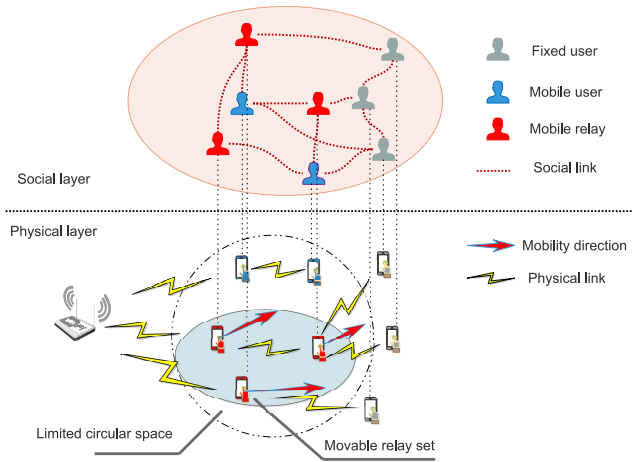 Fixed user
Mobile user
Mobile relay
Social link
Social layer
Physical layer
Mobility direction
Physical link
Limited circular space
Movable relay set